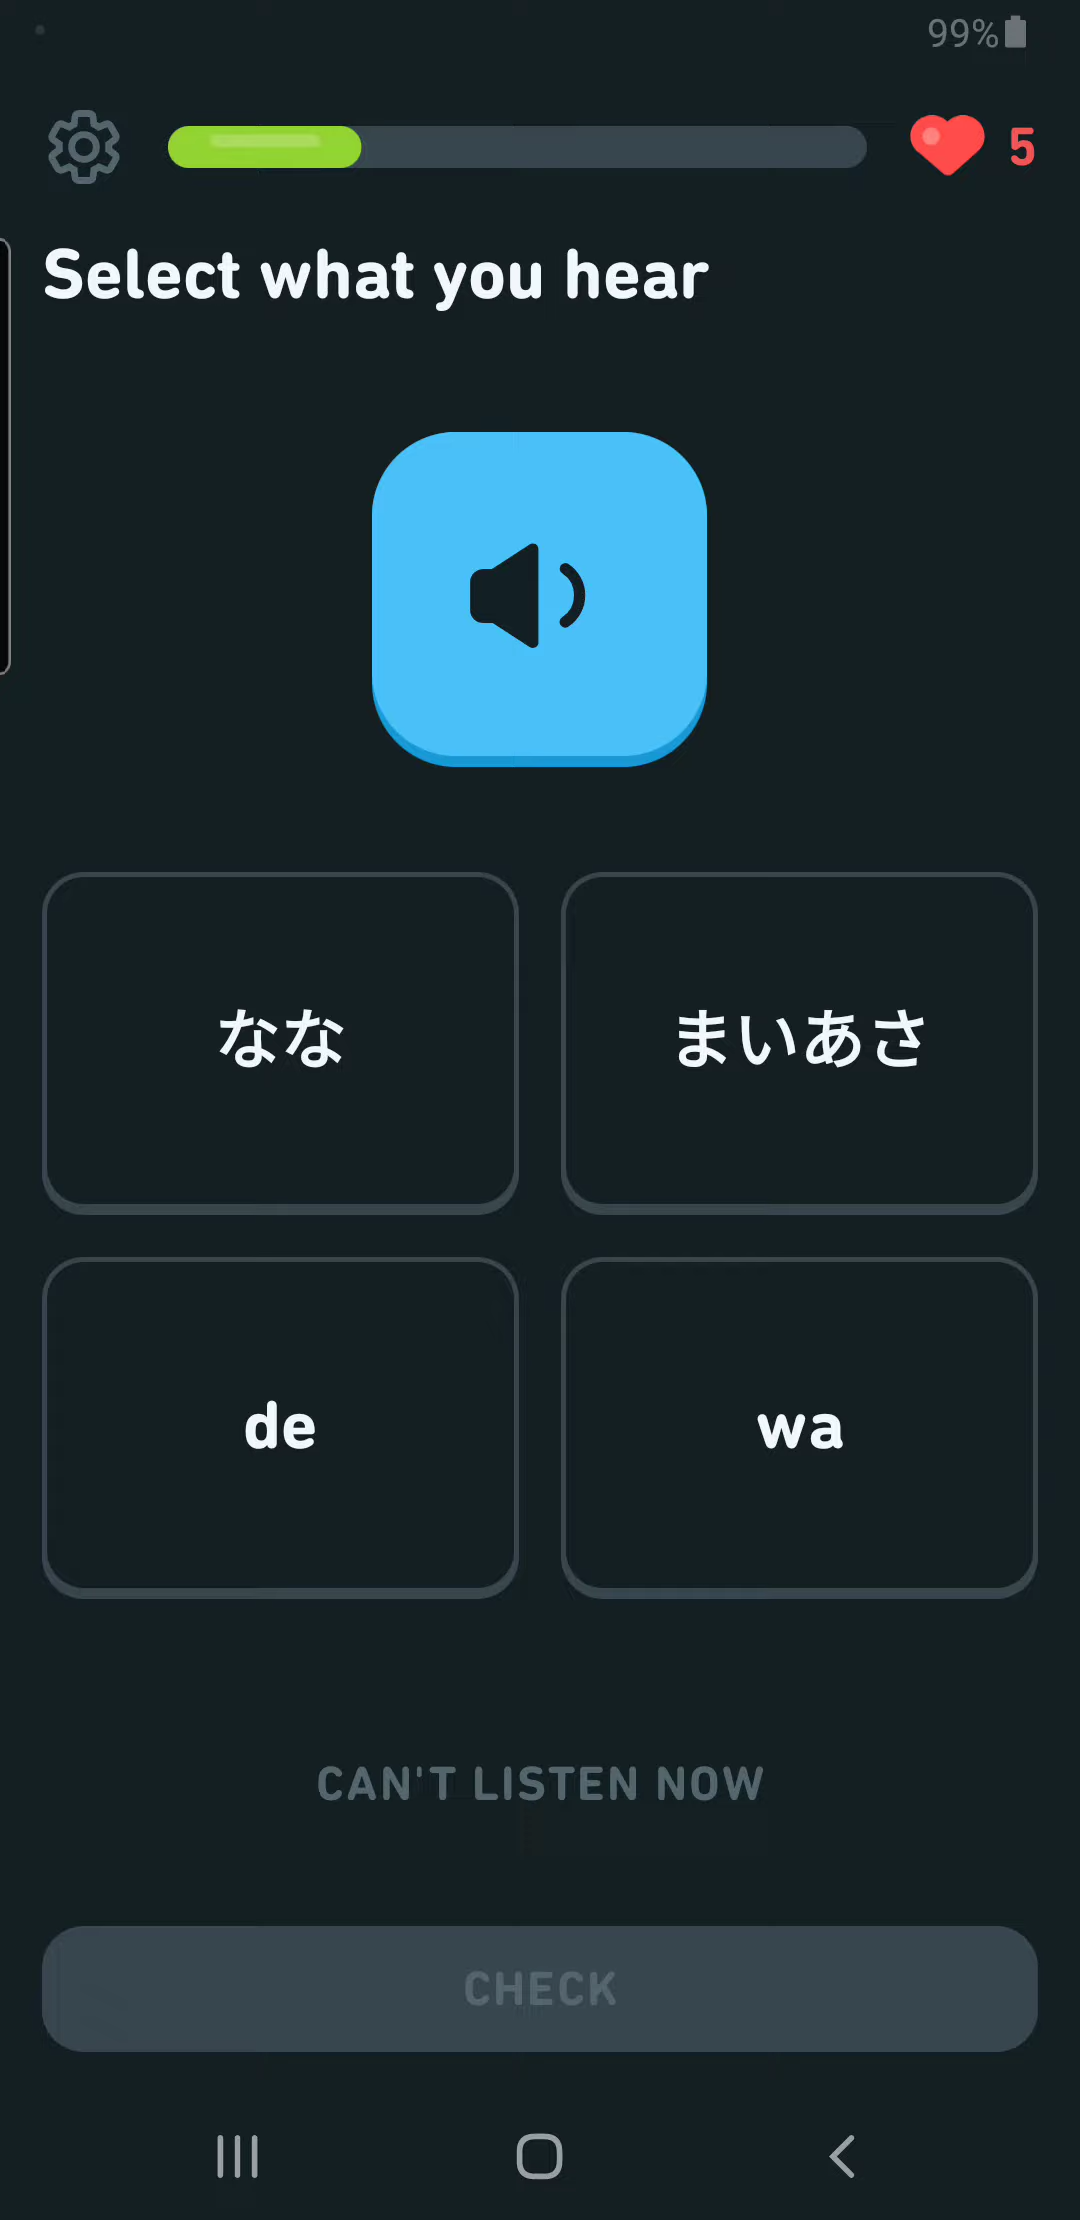 99%
5
Select what you hear
なな
まいあさ
de
wa
CAN'T LISTEN NOW
CHECK